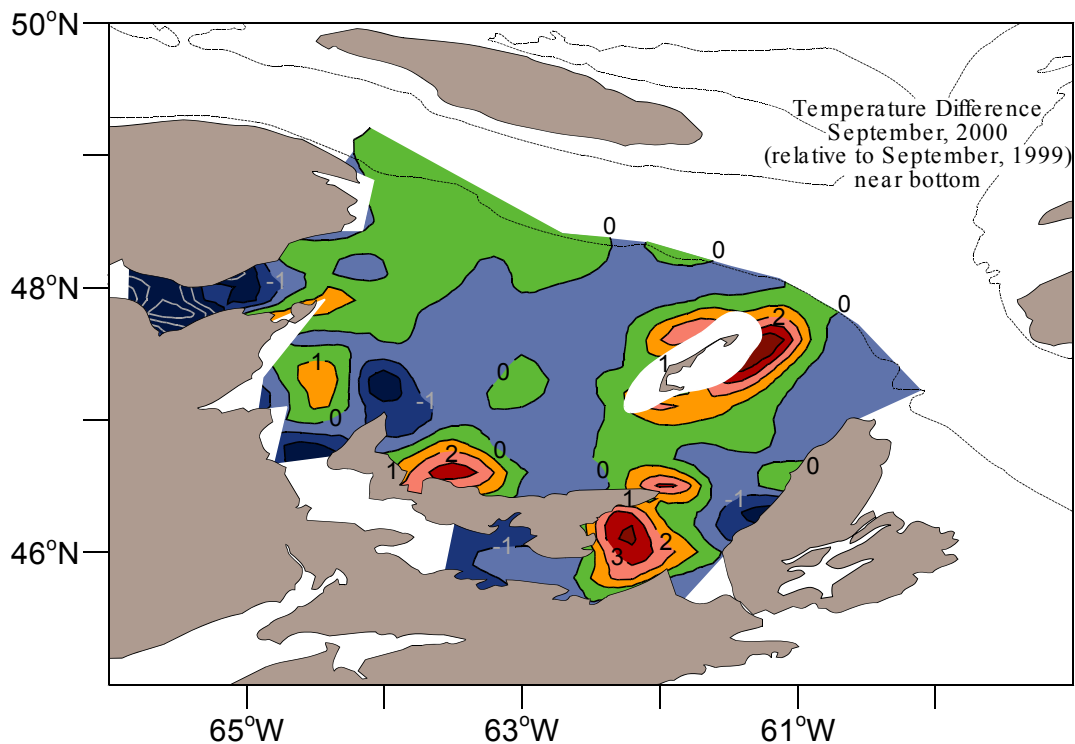 50°N
Temperature Difference
September, 2000
(relative to September, 1999)
near bottom
0
0
48°N
-1
0
2
1
1
0
-1
0
2
0
1
0
0
1
-1
46°N
-1
2
3
65°W
63°W
61°W